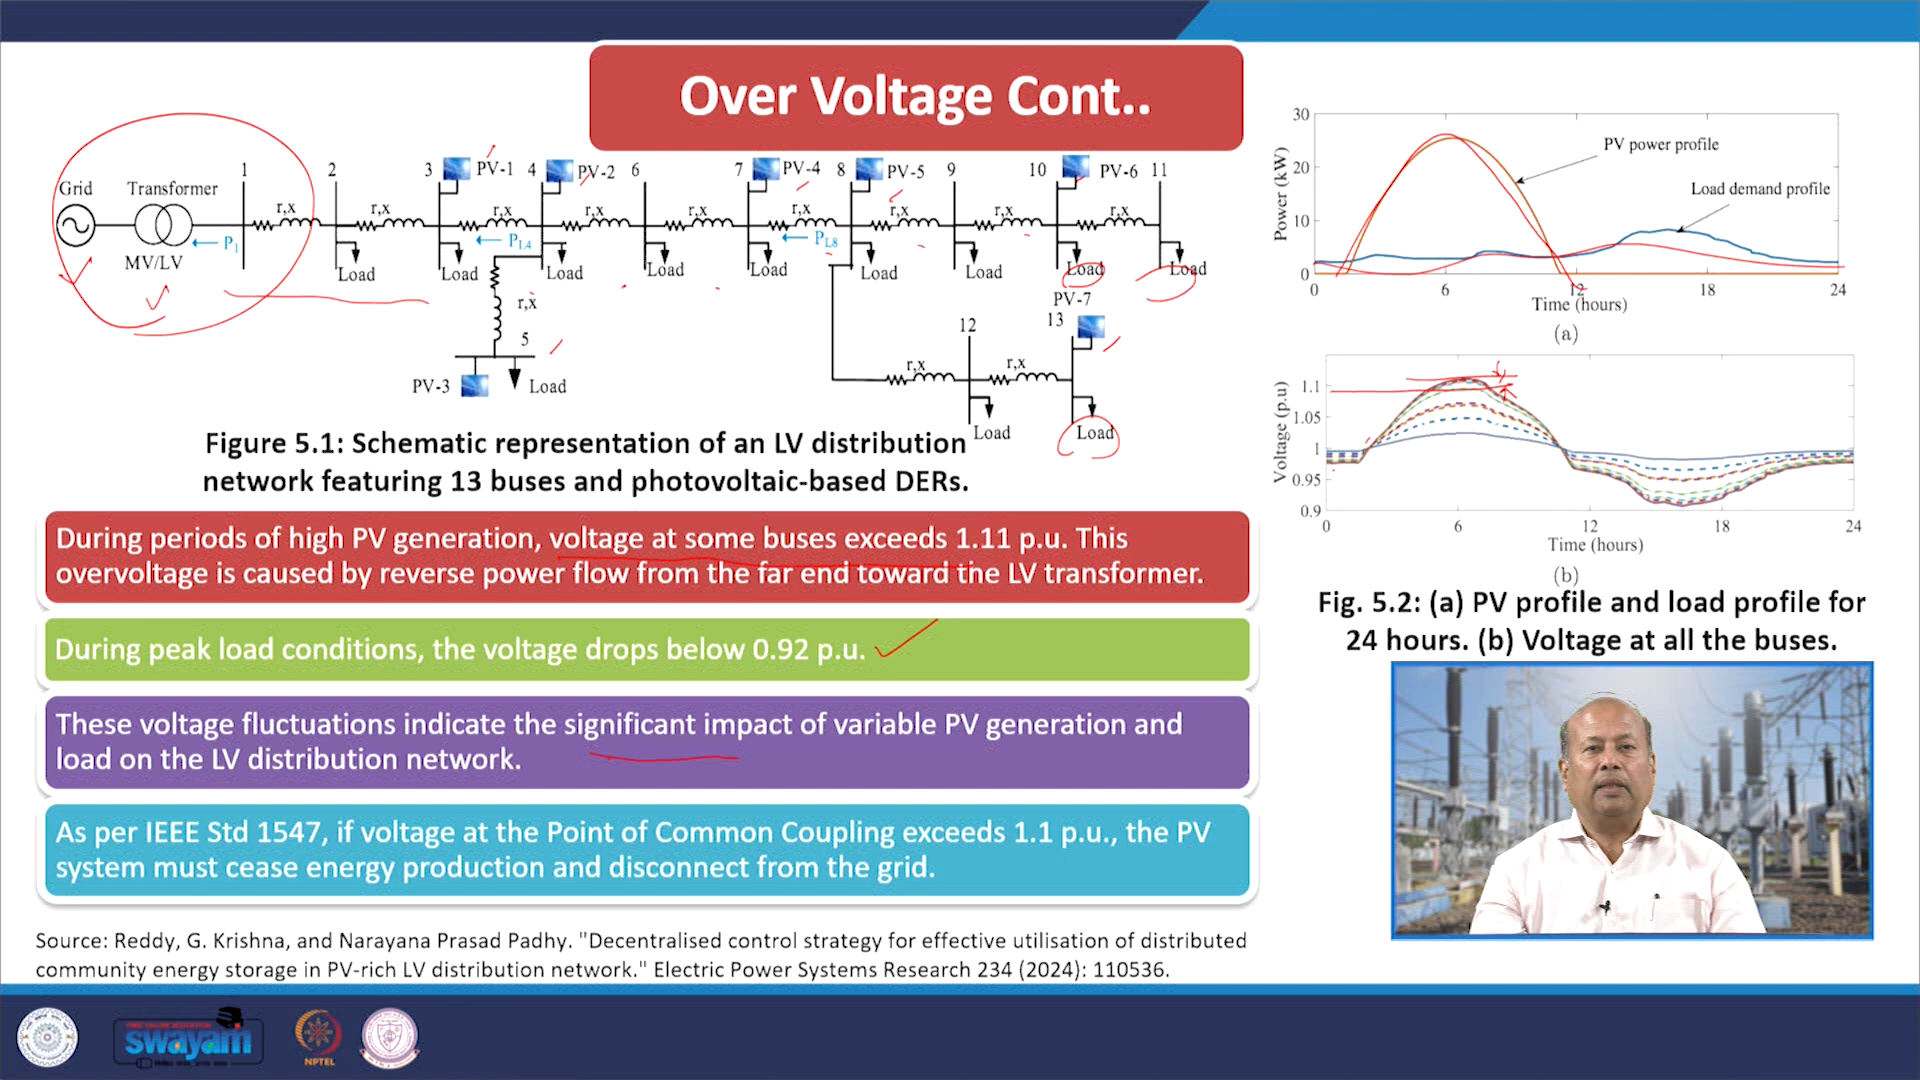 Over Voltage Cont..
Grid
Transformer
MV/LV
P1
1
2
3
PV-1
4
PV-2
6
7
PV-4
8
PV-5
9
10
PV-6
11
r,x
r,x
r,x
r,x
r,x
r,x
r,x
r,x
r,x
PL4
PL8
Load
Load
Load
Load
Load
Load
Load
Load
Load
r,x
5
PV-3
Load
PV-7
12
13
r,x
r,x
Load
Load
Figure 5.1: Schematic representation of an LV distribution
network featuring 13 buses and photovoltaic-based DERs.
During periods of high PV generation, voltage at some buses exceeds 1.11 p.u. This
overvoltage is caused by reverse power flow from the far end toward the LV transformer.
During peak load conditions, the voltage drops below 0.92 p.u.
These voltage fluctuations indicate the significant impact of variable PV generation and
load on the LV distribution network.
As per IEEE Std 1547, if voltage at the Point of Common Coupling exceeds 1.1 p.u., the PV
system must cease energy production and disconnect from the grid.
Source: Reddy, G. Krishna, and Narayana Prasad Padhy. "Decentralised control strategy for effective utilisation of distributed
community energy storage in PV-rich LV distribution network." Electric Power Systems Research 234 (2024): 110536.
Power (kW)
30
20
10
0
PV power profile
Load demand profile
0 6 12 18 24
Time (hours)
(a)
Voltage (p.u)
1.1
1.05
1
0.95
0.9
0 6 12 18 24
Time (hours)
(b)
Fig. 5.2: (a) PV profile and load profile for
24 hours. (b) Voltage at all the buses.
swayam
NPTEL